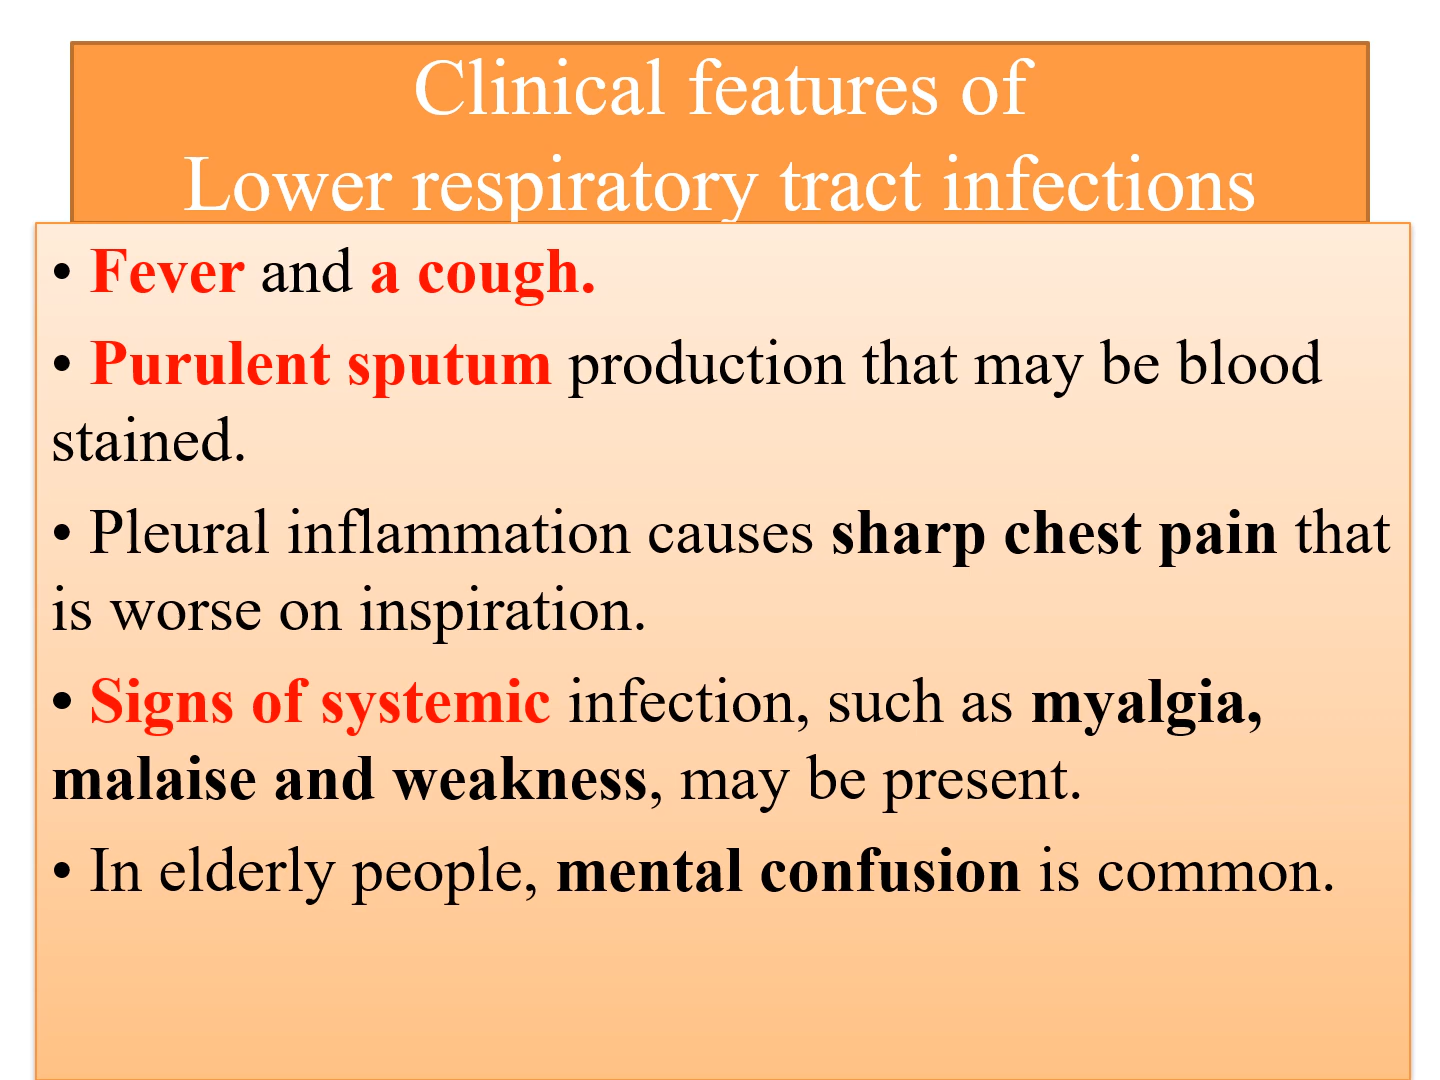 Clinical features of
Lower respiratory tract infections
• Fever and a cough.
• Purulent sputum production that may be blood
stained.
• Pleural inflammation causes sharp chest pain that
is worse on inspiration.
• Signs of systemic infection, such as myalgia,
malaise and weakness, may be present.
• In elderly people, mental confusion is common.